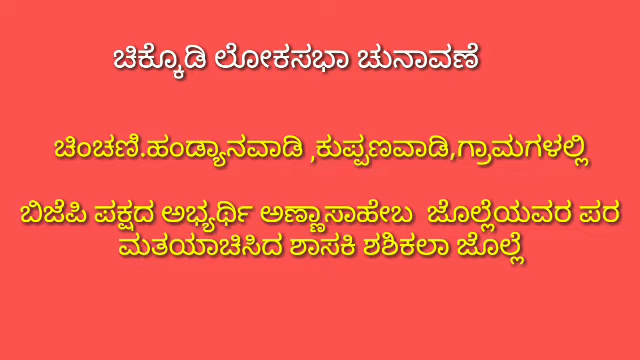 ಚಿಕ್ಕೊಡಿ ಲೋಕಸಭಾ ಚುನಾವಣೆ
ಚಿಂಚಣಿ.ಹಂಡ್ಯಾನವಾಡಿ ,ಕುಪ್ಪಣವಾಡಿ,ಗ್ರಾಮಗಳಲ್ಲಿ
ಬಿಜೆಪಿ ಪಕ್ಷದ ಅಭ್ಯರ್ಥಿ ಅಣ್ಣಾಸಾಹೇಬ ಜೊಲ್ಲೆಯವರ ಪರ
ಮತಯಾಚಿಸಿದ ಶಾಸಕಿ ಶಶಿಕಲಾ ಜೊಲ್ಲೆ